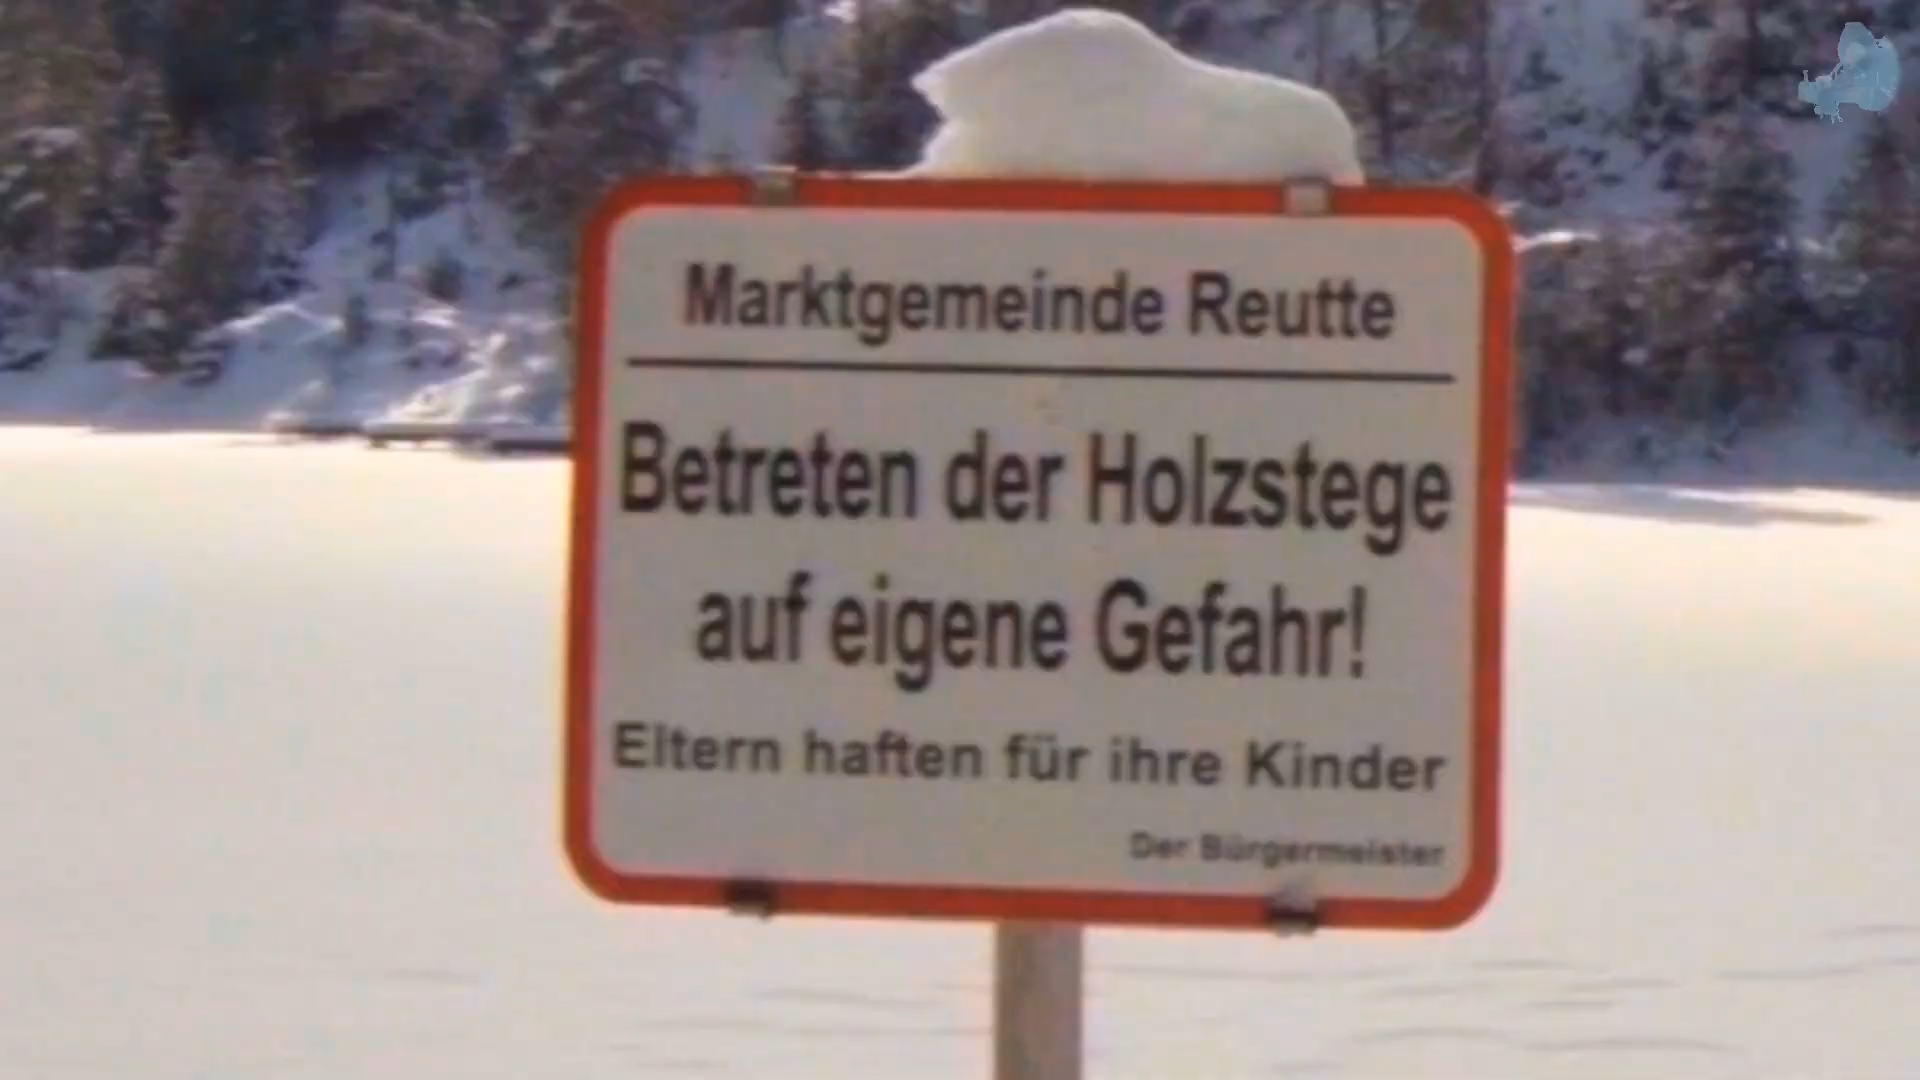 Marktgemeinde Reutte
Betreten der Holzstege
auf eigene Gefahr!
Eltern haften für ihre Kinder
Der Bürgermeister